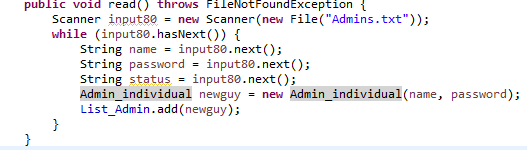 public void read() throws FileNotFoundException {
Scanner input80 = new Scanner(new File("Admins.txt"));
while (input80.hasNext()) {
String name = input80.next();
String password = input80.next();
String status = input80.next();
Admin_individual newguy = new Admin_individual(name, password);
List_Admin.add(newguy);
}
}